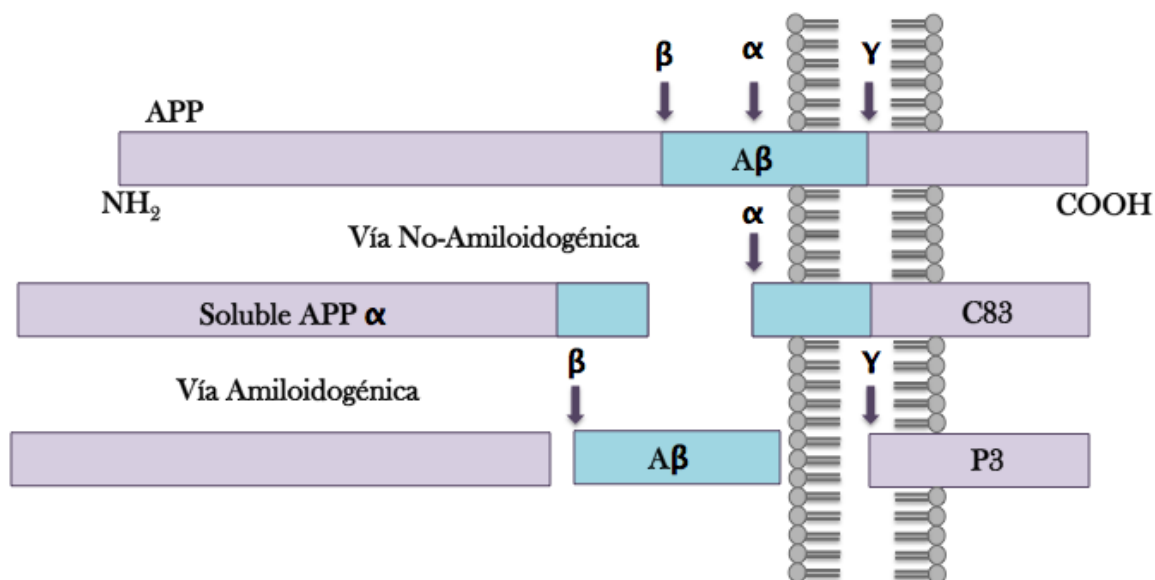 β α γ
APP
Aβ
NH₂
COOH
α
Vía No-Amiloidogénica
Soluble APP α
C83
β γ
Vía Amiloidogénica
Aβ
P3